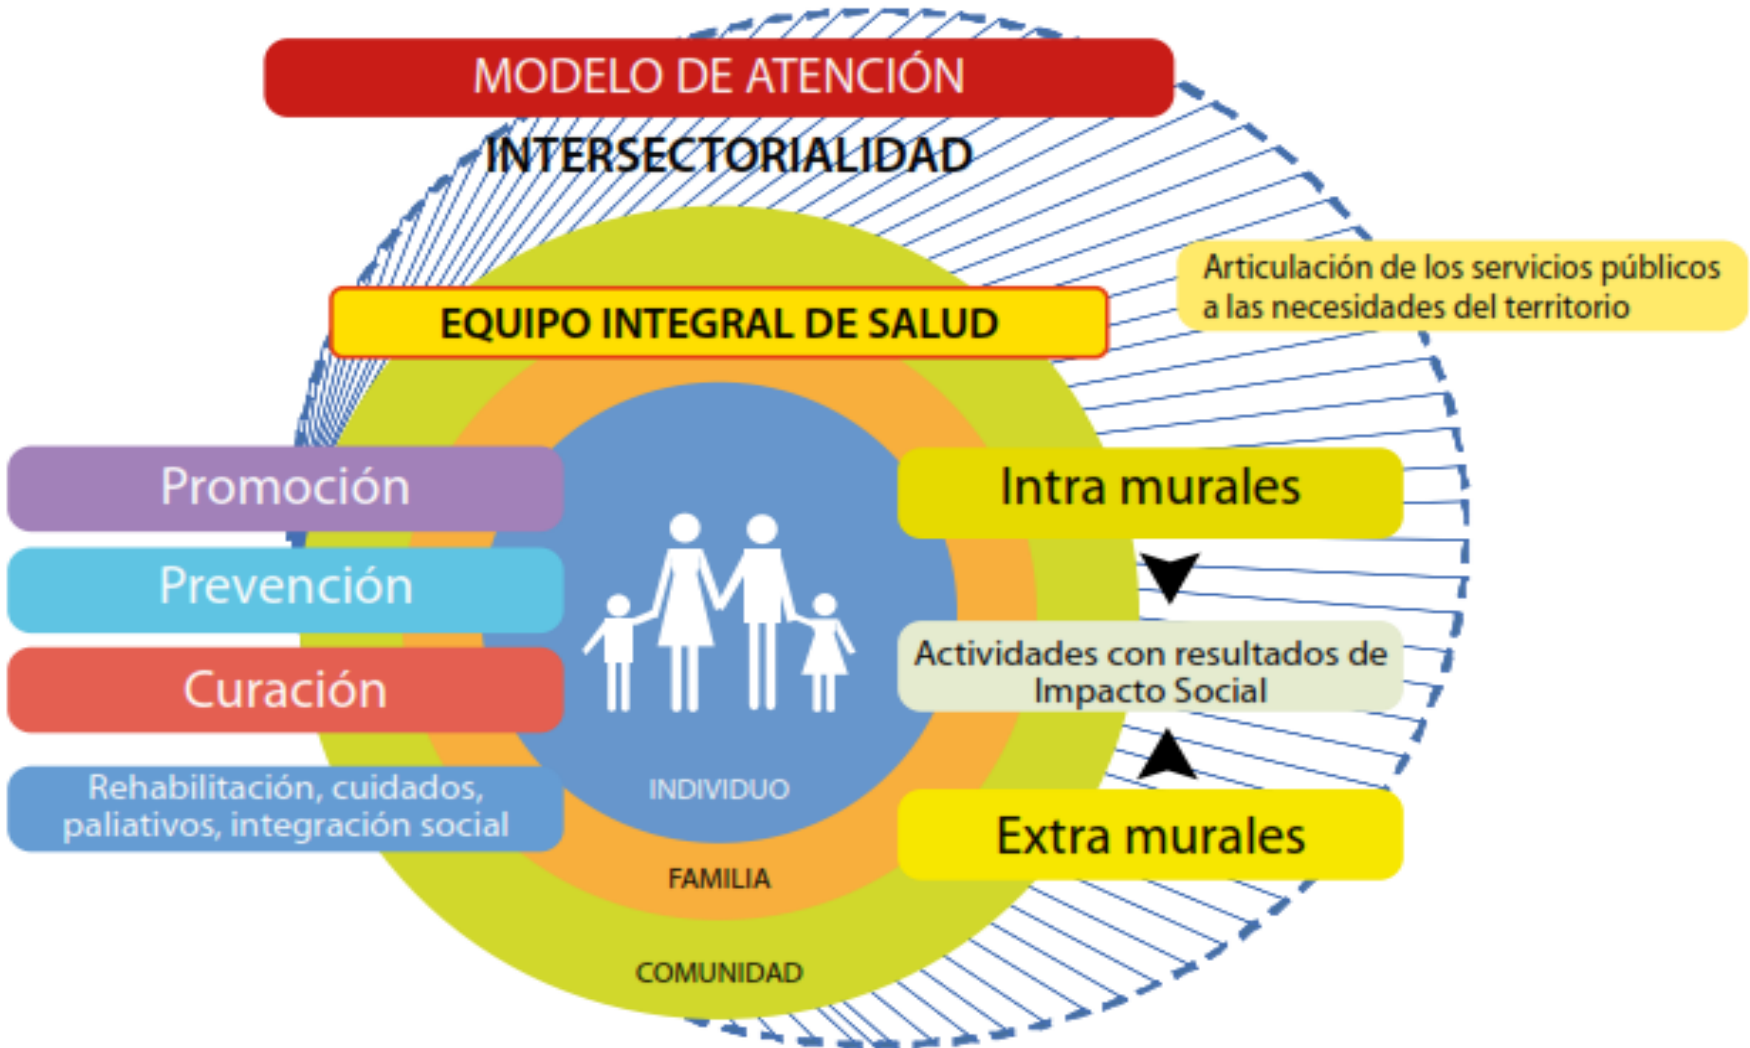 MODELO DE ATENCIÓN
INTERSECTORIALIDAD
Articulación de los servicios públicos
a las necesidades del territorio
EQUIPO INTEGRAL DE SALUD
Promoción
Prevención
Curación
Rehabilitación, cuidados,
paliativos, integración social
Intra murales
Actividades con resultados de
Impacto Social
Extra murales
INDIVIDUO
FAMILIA
COMUNIDAD